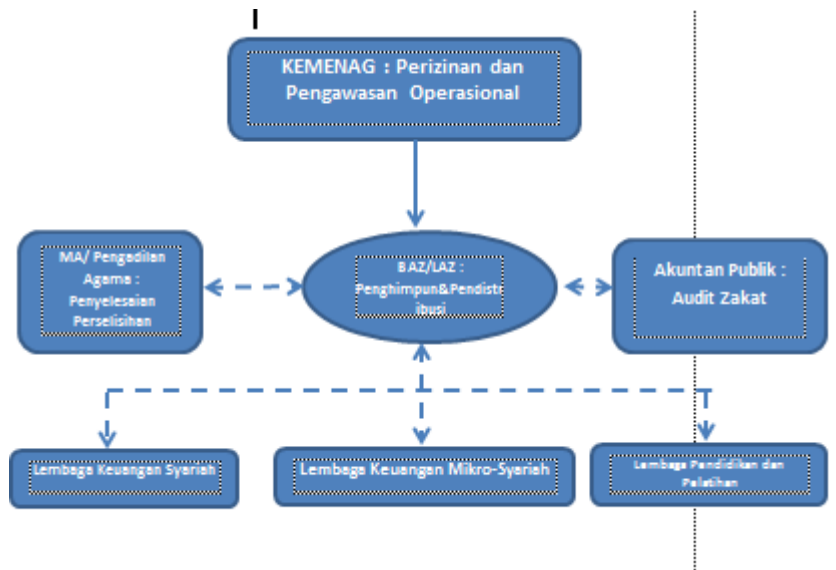 I
KEMENAG : Perizinan dan
Pengawasan Operasional
MA/ Pengadilan
Agama :
Penyelesaian
Perselisihan
BAZ/LAZ :
Penghimpun&Pendistr
ibusi
Akuntan Publik :
Audit Zakat
Lembaga Keuangan Syariah
Lembaga Keuangan Mikro-Syariah
Lembaga Pendidikan dan
Pelatihan